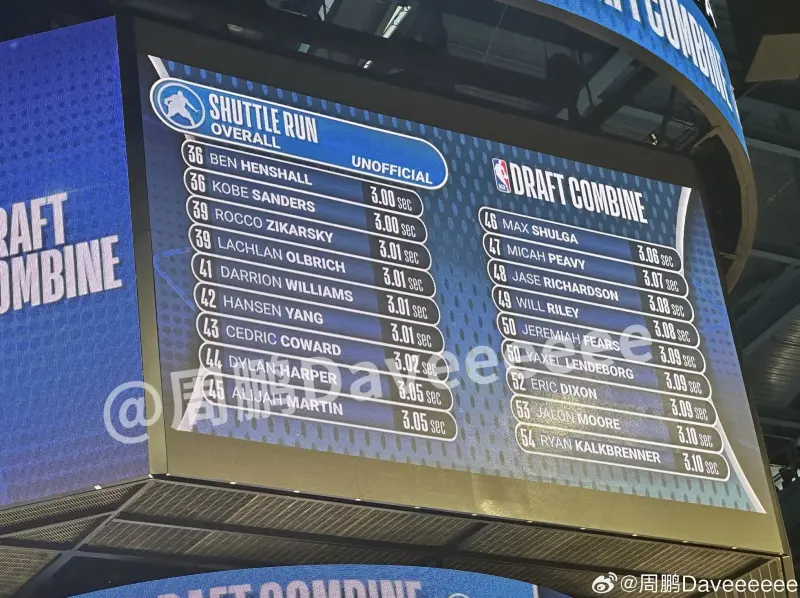 DRAFT COMBINE
RAFT
OMBINE
SHUTTLE RUN
OVERALL
UNOFFICIAL
36 BEN HENSHALL 3.00 SEC
36 KOBE SANDERS 3.00 SEC
39 ROCCO ZIKARSKY 3.01 SEC
39 LACHLAN OLBRICH 3.01 SEC
41 DARRION WILLIAMS 3.01 SEC
42 HANSEN YANG 3.01 SEC
43 CEDRIC COWARD 3.02 SEC
44 DYLAN HARPER 3.05 SEC
45 ALIJAH MARTIN 3.05 SEC
NBA DRAFT COMBINE
46 MAX SHULGA 3.06 SEC
47 MICAH PEAVY 3.07 SEC
48 JASE RICHARDSON 3.08 SEC
49 WILL RILEY 3.08 SEC
50 JEREMIAH FEARS 3.09 SEC
50 YAXEL LENDEBORG 3.09 SEC
52 ERIC DIXON 3.09 SEC
53 JALON MOORE 3.10 SEC
54 RYAN KALKBRENNER 3.10 SEC
@周鹏Daveeeeee
DRAFT COMBINE
@周鹏Daveeeeee